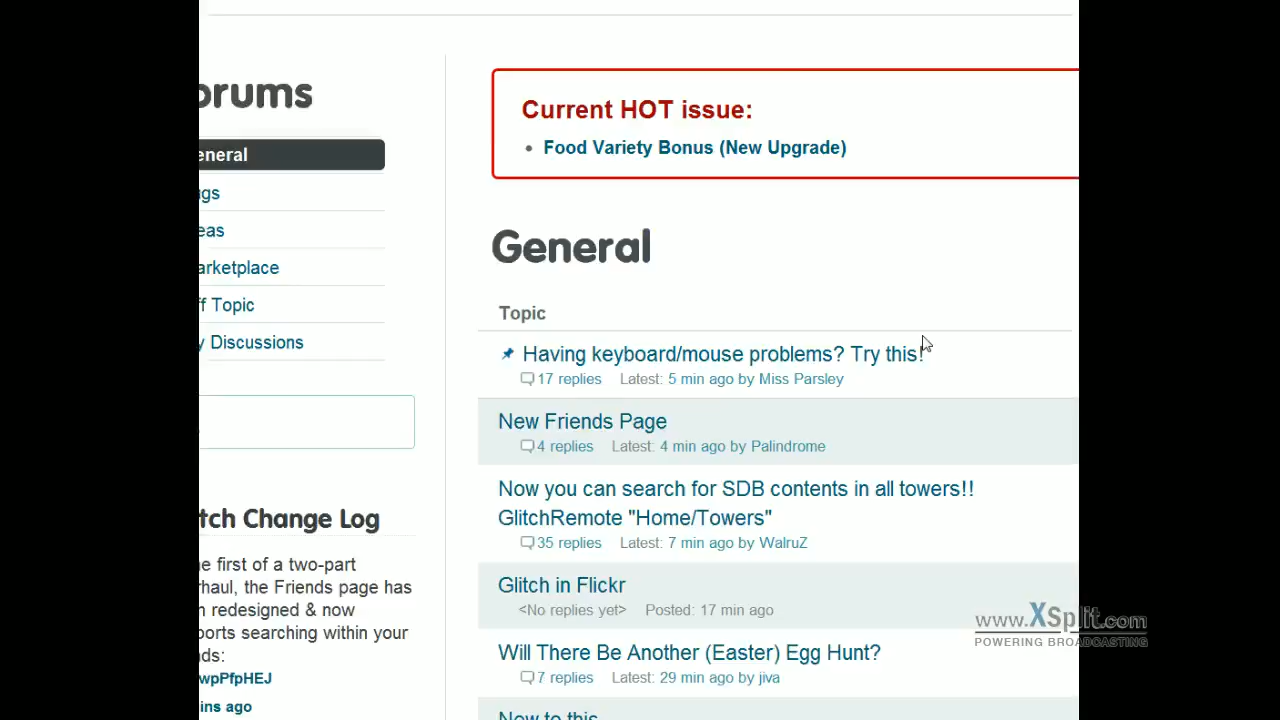 orums
eneral
gs
eas
arketplace
ff Topic
y Discussions
tch Change Log
e first of a two-part
rhaul, the Friends page has
n redesigned & now
ports searching within your
nds:
wpPfpHEJ
ins ago
Current HOT issue:
• Food Variety Bonus (New Upgrade)
General
Topic
Having keyboard/mouse problems? Try this!
17 replies Latest: 5 min ago by Miss Parsley
New Friends Page
4 replies Latest: 4 min ago by Palindrome
Now you can search for SDB contents in all towers!!
GlitchRemote "Home/Towers"
35 replies Latest: 7 min ago by WalruZ
Glitch in Flickr
<No replies yet> Posted: 17 min ago
Will There Be Another (Easter) Egg Hunt?
7 replies Latest: 29 min ago by jiva
New to this
www.XSplit.com
POWERING BROADCASTING